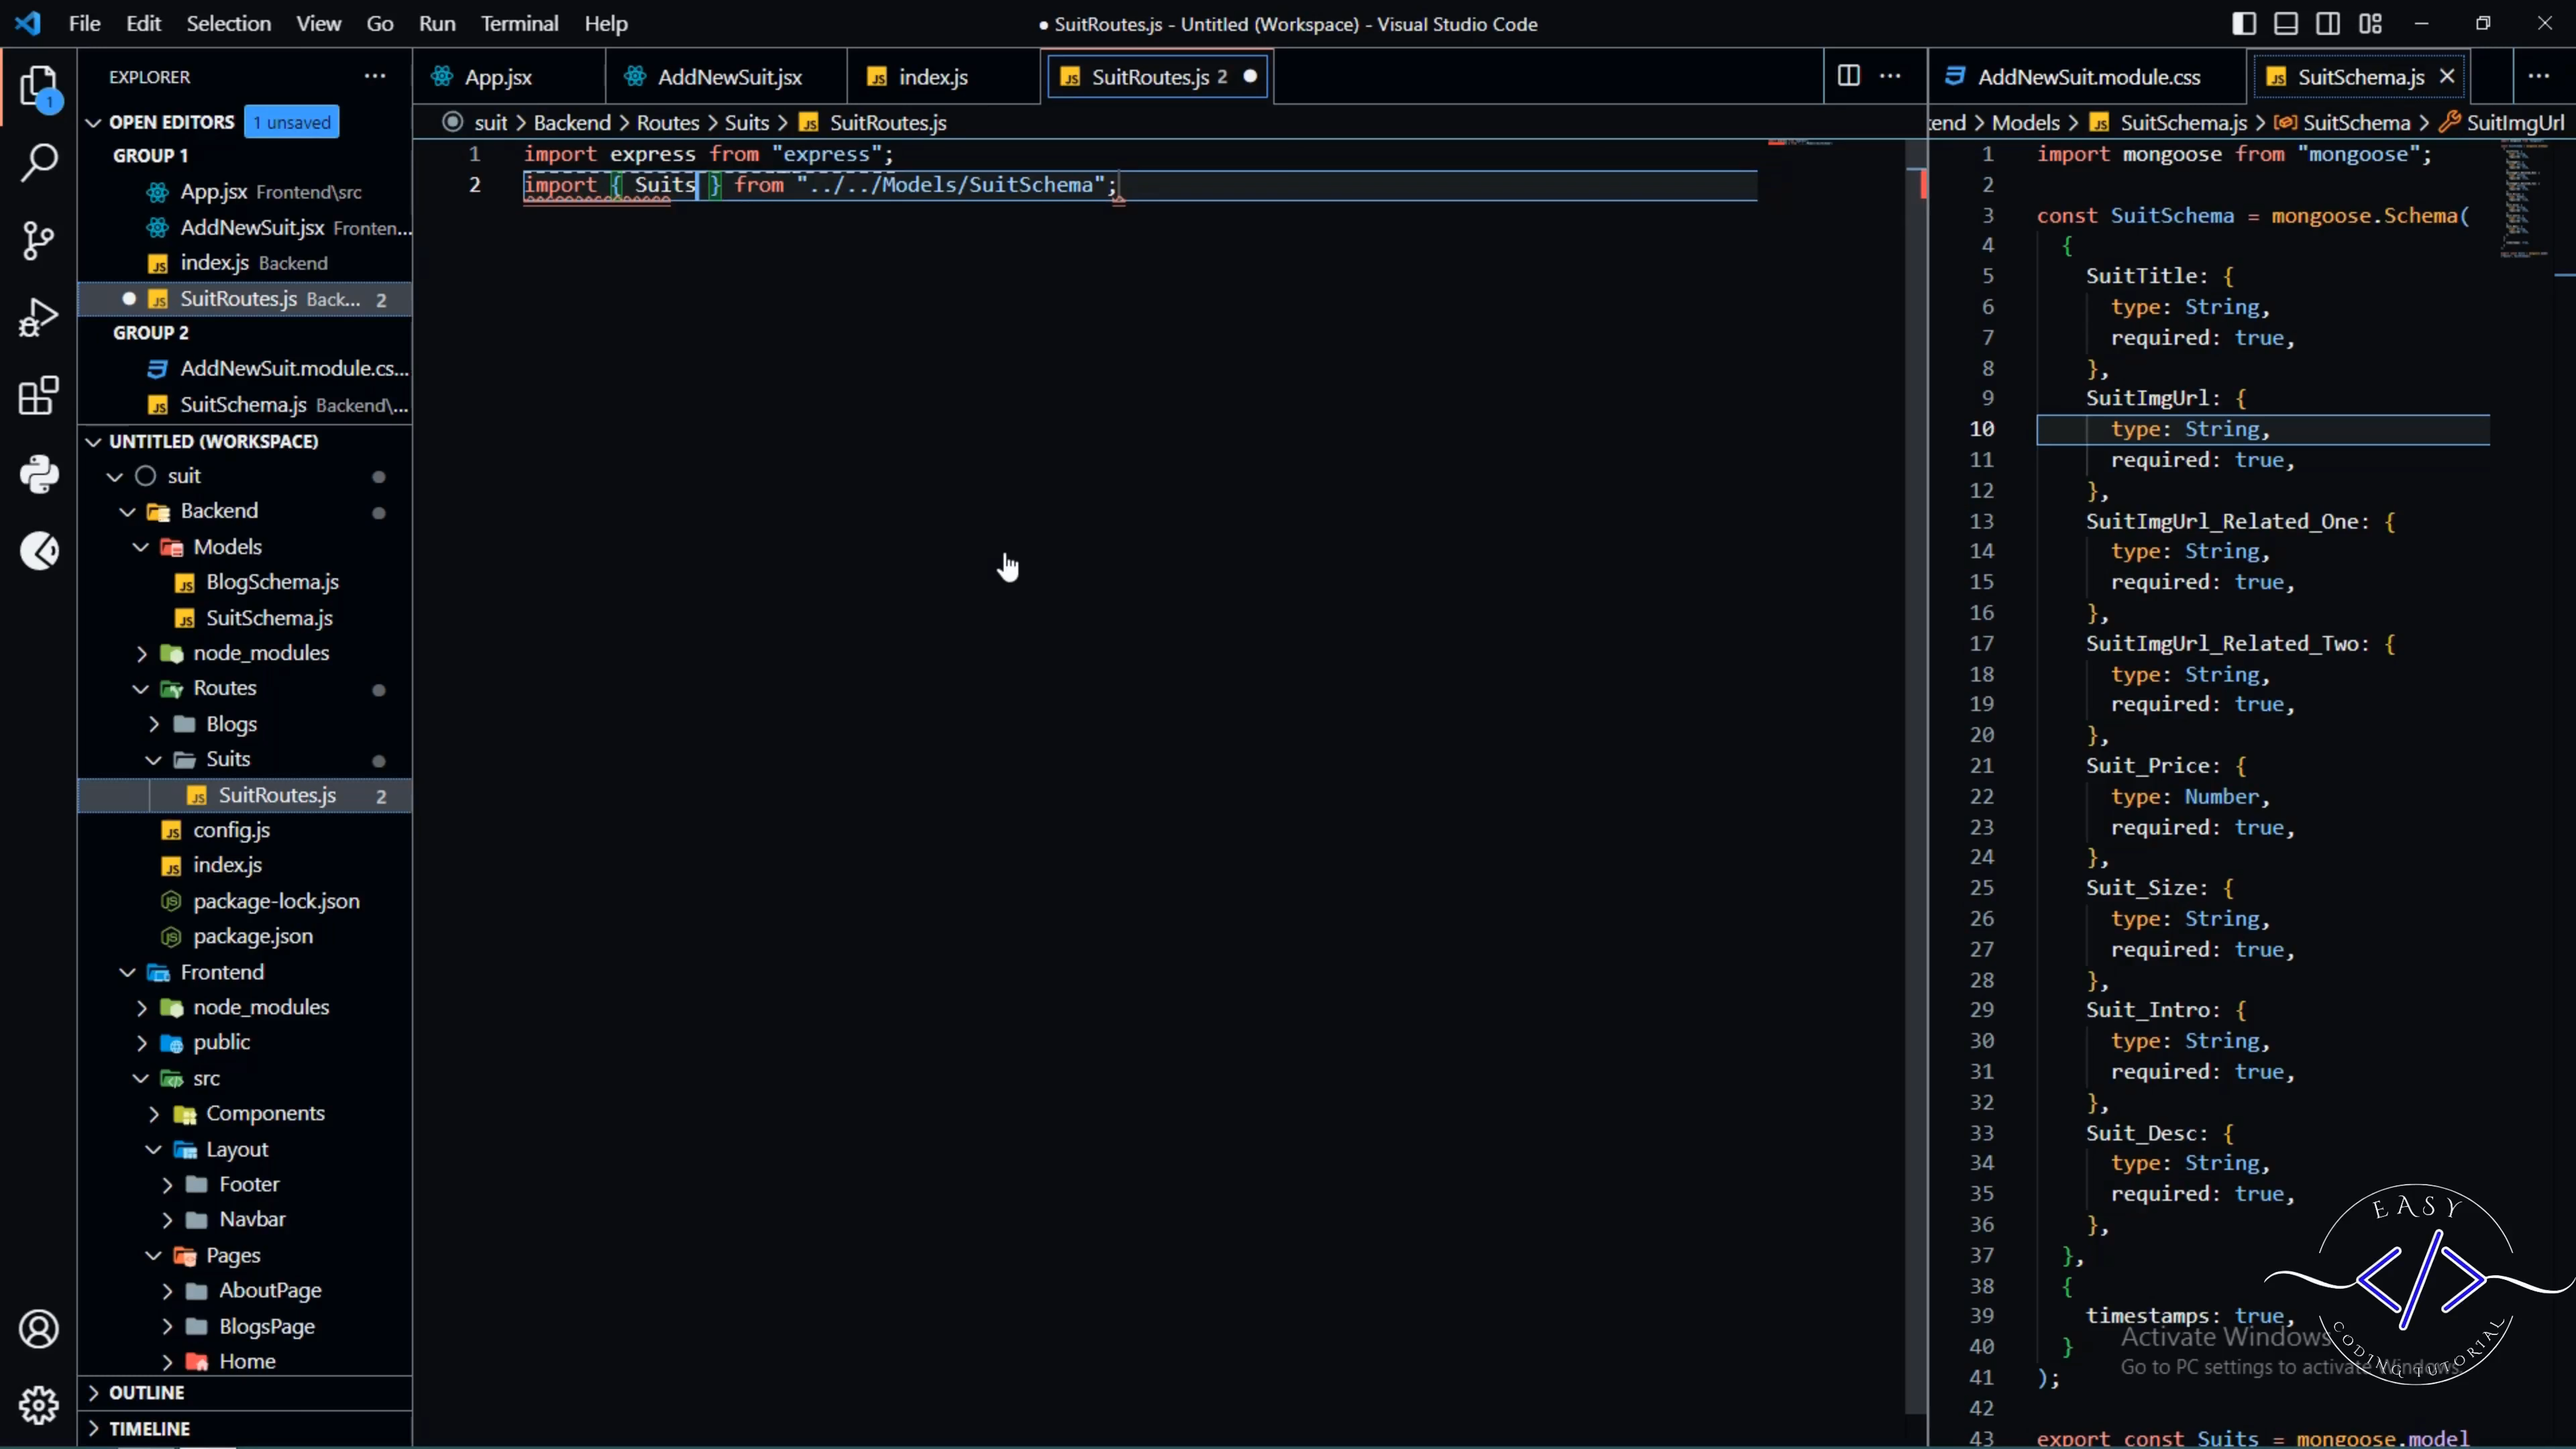 File Edit Selection View Go Run Terminal Help
● SuitRoutes.js - Untitled (Workspace) - Visual Studio Code
EXPLORER
1
OPEN EDITORS 1 unsaved
GROUP 1
App.jsx Frontend\src
AddNewSuit.jsx Fronten...
index.js Backend
SuitRoutes.js Back... 2
GROUP 2
AddNewSuit.module.cs...
SuitSchema.js Backend\...
UNTITLED (WORKSPACE)
suit
Backend
Models
BlogSchema.js
SuitSchema.js
node_modules
Routes
Blogs
Suits
SuitRoutes.js 2
config.js
index.js
package-lock.json
package.json
Frontend
node_modules
public
src
Components
Layout
Footer
Navbar
Pages
AboutPage
BlogsPage
Home
OUTLINE
TIMELINE
App.jsx AddNewSuit.jsx index.js SuitRoutes.js 2
suit > Backend > Routes > Suits > SuitRoutes.js
1 import express from "express";
2 import { Suits } from "../../Models/SuitSchema";
AddNewSuit.module.css SuitSchema.js
end > Models > SuitSchema.js > SuitSchema > SuitImgUrl
1 import mongoose from "mongoose";
2
3 const SuitSchema = mongoose.Schema(
4 {
5 SuitTitle: {
6 type: String,
7 required: true,
8 },
9 SuitImgUrl: {
10 type: String,
11 required: true,
12 },
13 SuitImgUrl_Related_One: {
14 type: String,
15 required: true,
16 },
17 SuitImgUrl_Related_Two: {
18 type: String,
19 required: true,
20 },
21 Suit_Price: {
22 type: Number,
23 required: true,
24 },
25 Suit_Size: {
26 type: String,
27 required: true,
28 },
29 Suit_Intro: {
30 type: String,
31 required: true,
32 },
33 Suit_Desc: {
34 type: String,
35 required: true,
36 },
37 },
38 {
39 timestamps: true,
40 }
41 );
42
43 export const Suits = mongoose.model
Activate Windows
Go to PC settings to activate Windows.
EASY
</>
CODING TUTORIAL